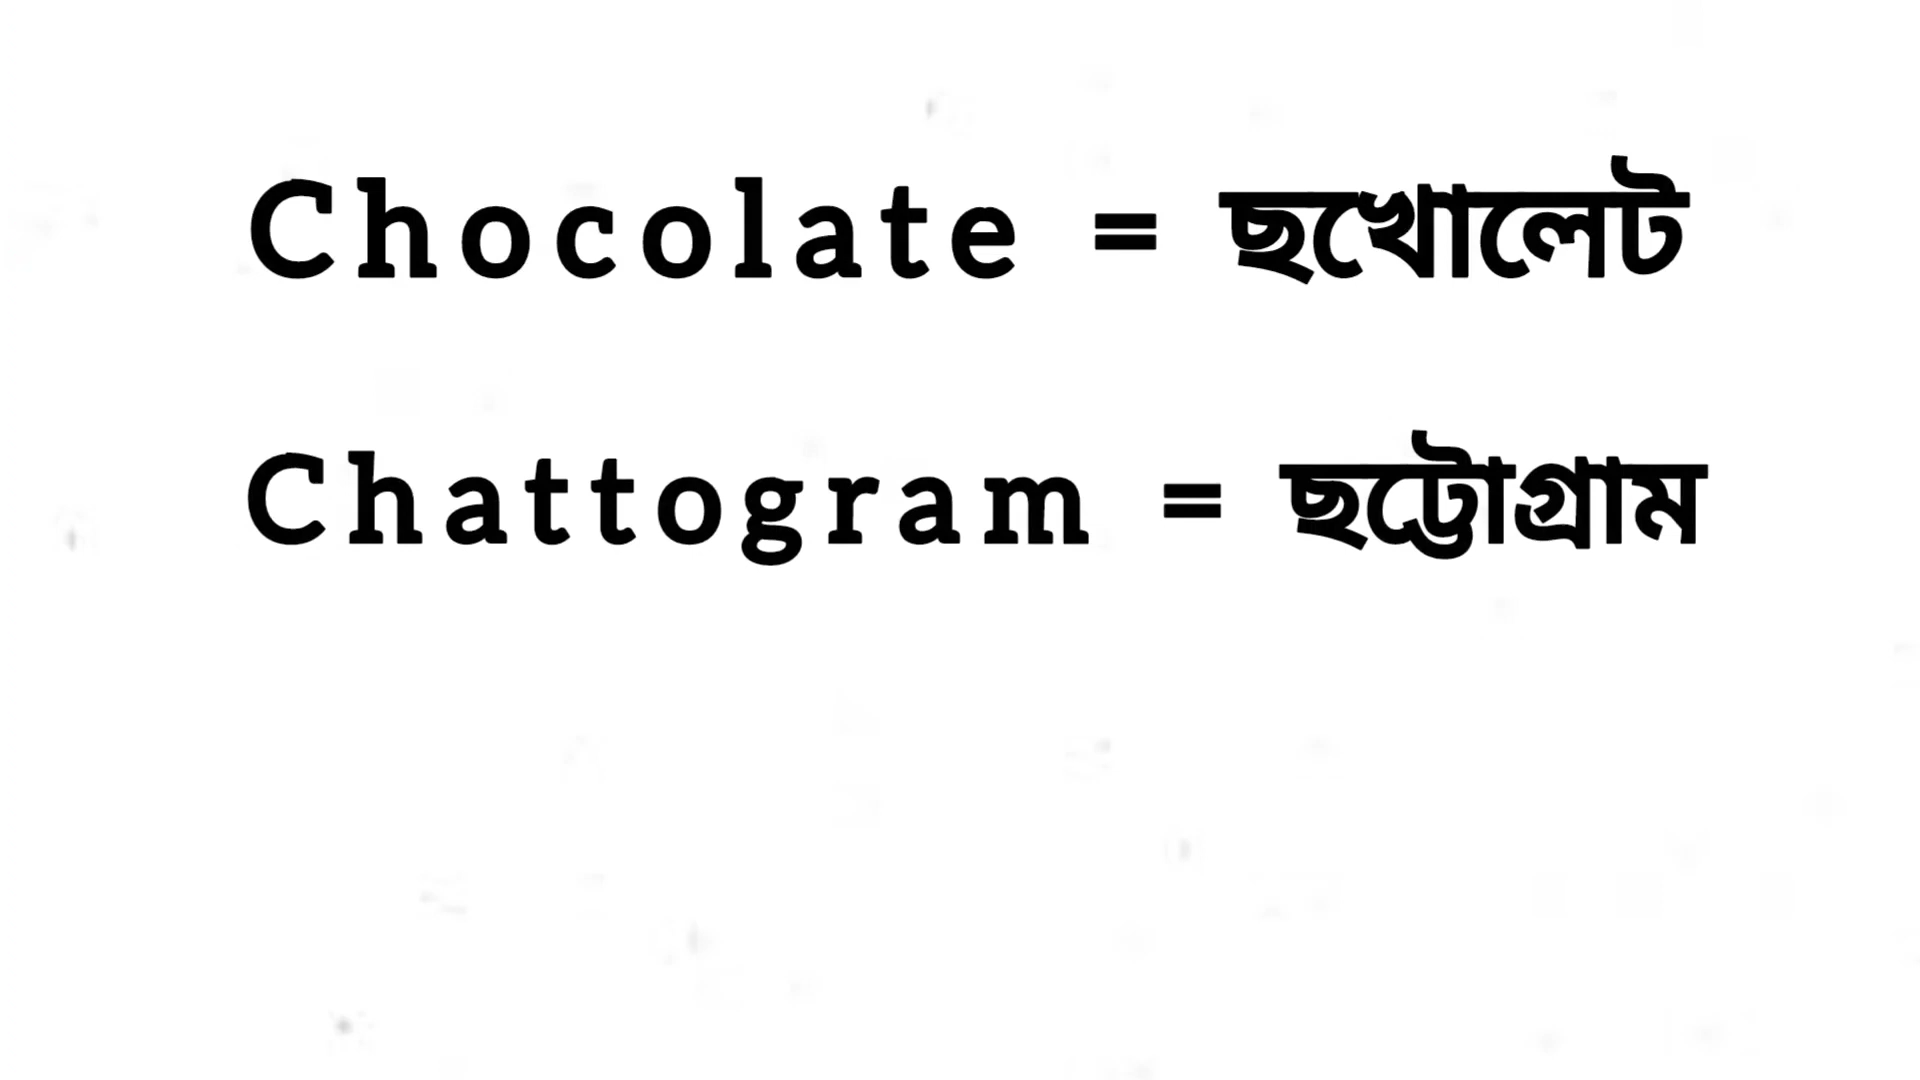 Chocolate = ছখোলেট
Chattogram = ছট্টোগ্রাম